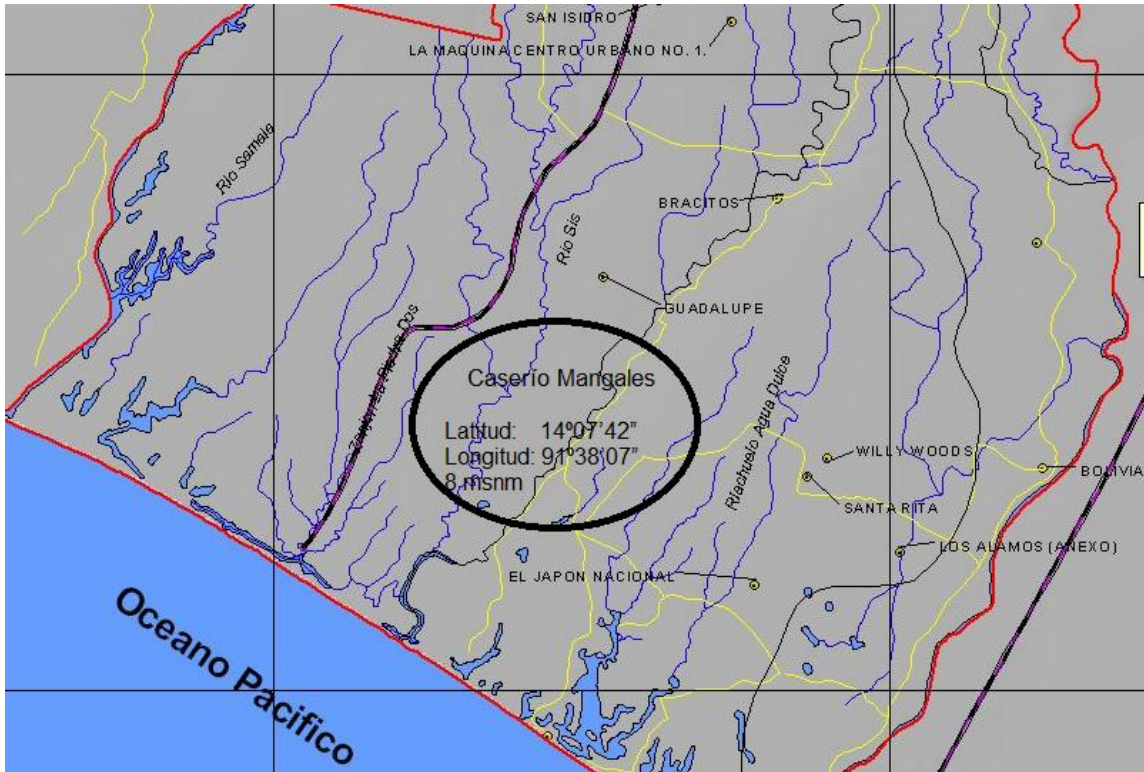 SAN ISIDRO
LA MAQUINA CENTRO URBANO NO. 1.
Rio Samala
BRACITOS
Rio Sis
GUADALUPE
Caserío Mangales
Latitud: 14º07'42"
Longitud: 91º38'07"
8 msnm
Riachuelo Agua Dulce
WILLY WOODS
BOLIVIA
SANTA RITA
LOS ALAMOS (ANEXO)
EL JAPON NACIONAL
Oceano Pacifico